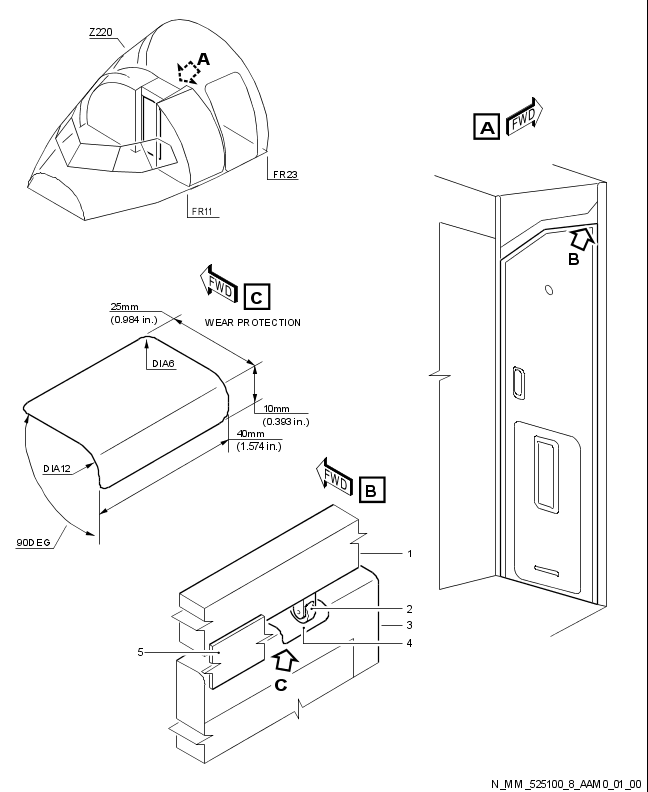 Z220
A
FR23
FR11
A
FWD
B
FWD
C
25mm
(0.984 in.)
WEAR PROTECTION
DIA6
10mm
(0.393 in.)
40mm
(1.574 in.)
DIA12
90DEG
FWD
B
1
2
3
4
5
C
N_MM_525100_8_AAM0_01_00